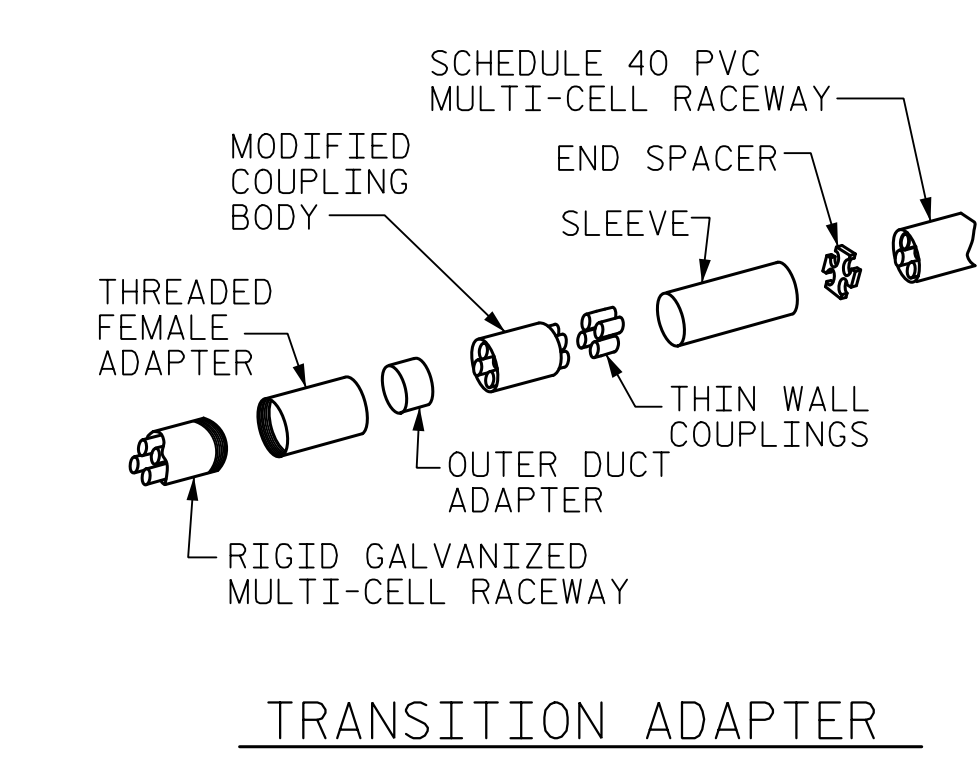 SCHEDULE 40 PVC
MULTI-CELL RACEWAY
MODIFIED
COUPLING
BODY
END SPACER
SLEEVE
THREADED
FEMALE
ADAPTER
THIN WALL
COUPLINGS
OUTER DUCT
ADAPTER
RIGID GALVANIZED
MULTI-CELL RACEWAY
TRANSITION ADAPTER